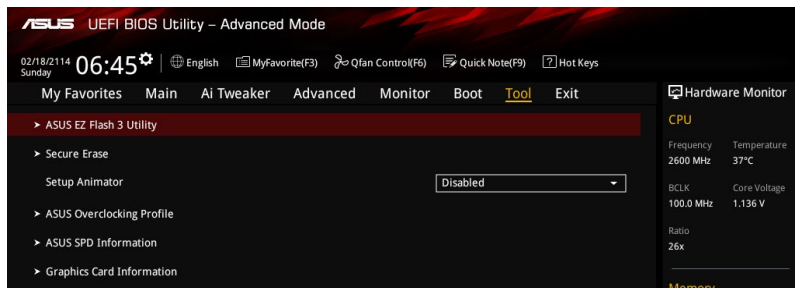 ASUS UEFI BIOS Utility – Advanced Mode
02/18/2114 Sunday 06:45 English MyFavorite(F3) Qfan Control(F6) Quick Note(F9) ? Hot Keys
My Favorites Main Ai Tweaker Advanced Monitor Boot Tool Exit
Hardware Monitor
> ASUS EZ Flash 3 Utility
> Secure Erase
Setup Animator Disabled
> ASUS Overclocking Profile
> ASUS SPD Information
> Graphics Card Information
CPU
Frequency Temperature
2600 MHz 37°C
BCLK Core Voltage
100.0 MHz 1.136 V
Ratio
26x
Memory